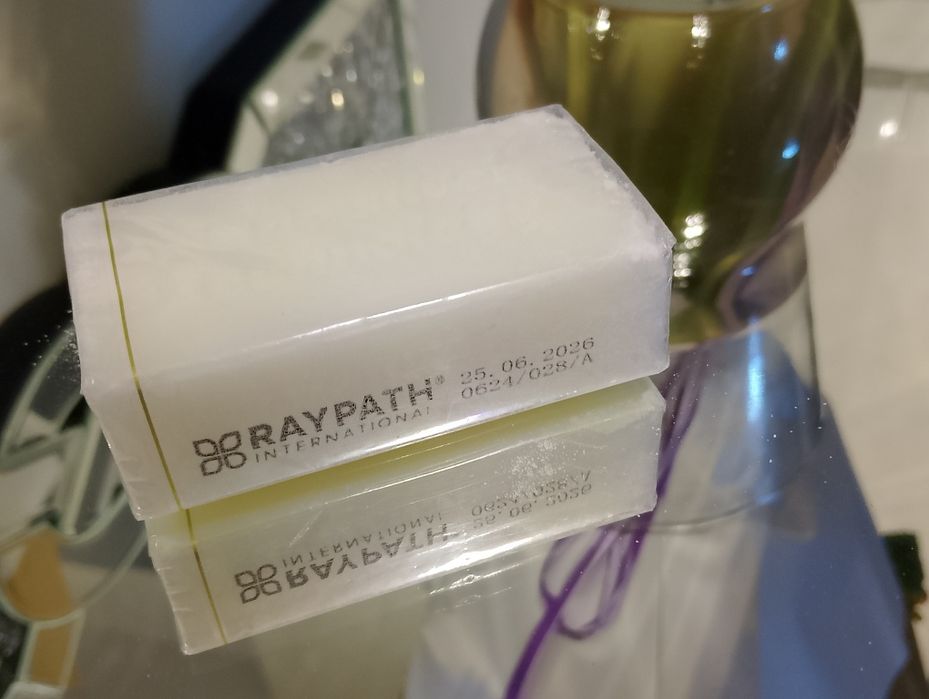 RAYPATH®
INTERNATIONAL
25.06.2026
0624/028/A